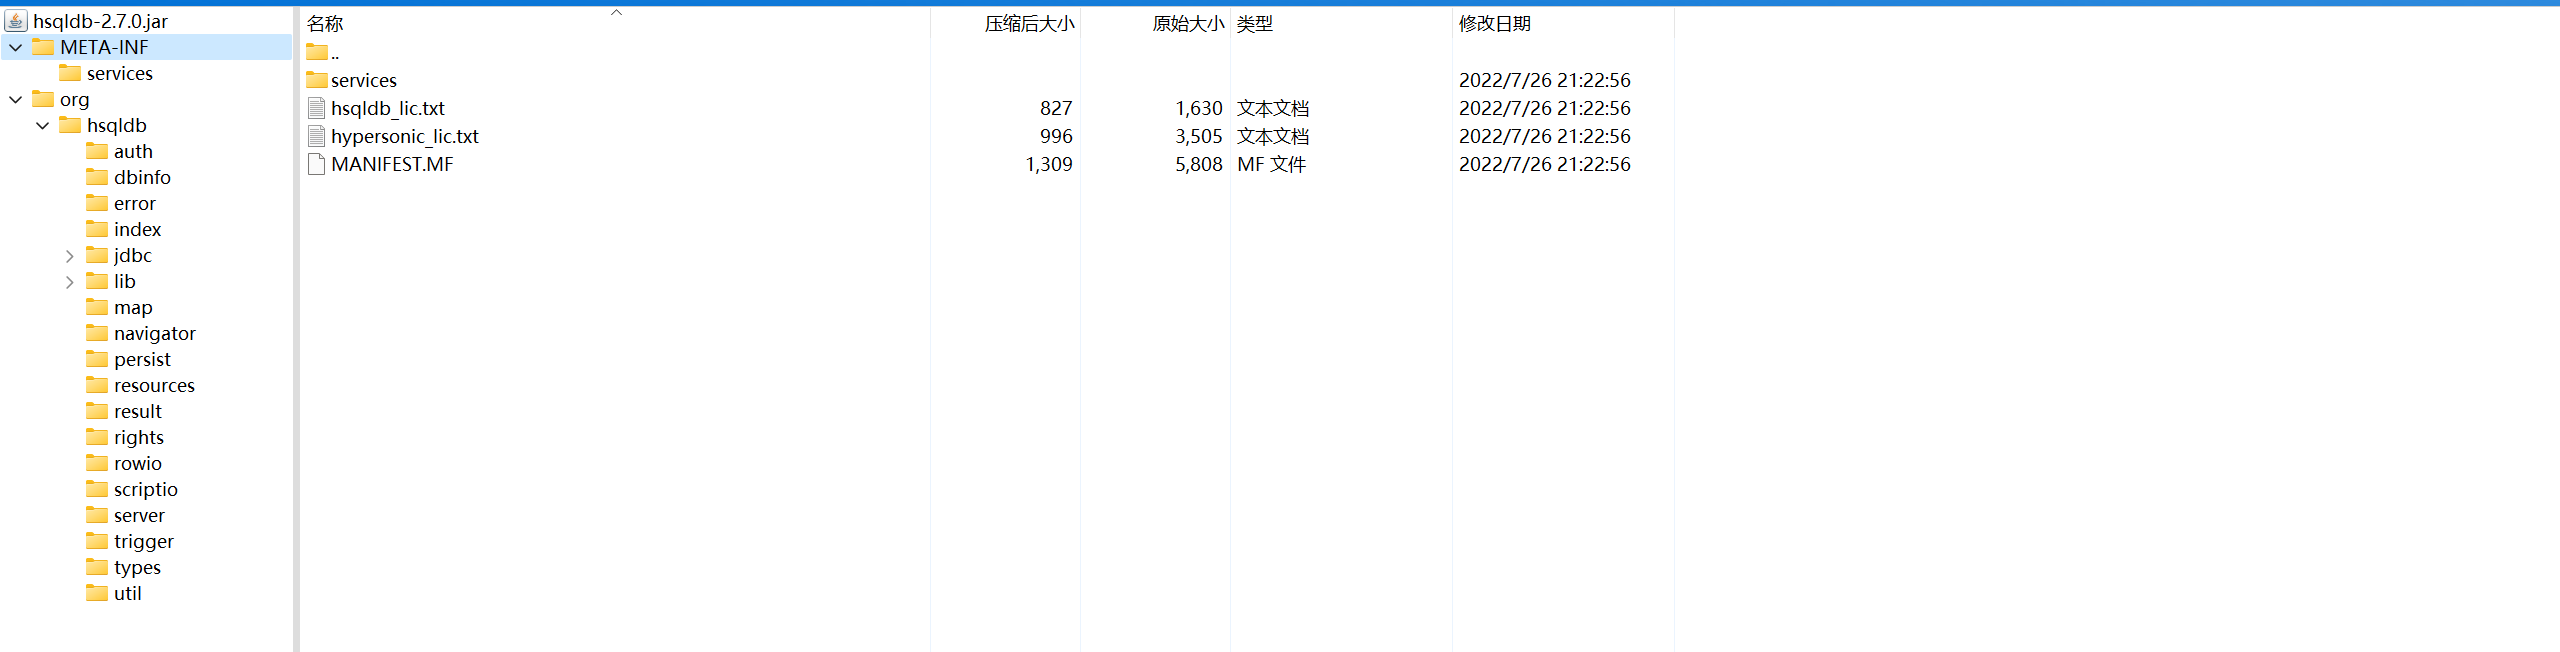 hsqldb-2.7.0.jar
META-INF
services
org
hsqldb
auth
dbinfo
error
index
jdbc
lib
map
navigator
persist
resources
result
rights
rowio
scriptio
server
trigger
types
util
名称 压缩后大小 原始大小 类型 修改日期
..
services 2022/7/26 21:22:56
hsqldb_lic.txt 827 1,630 文本文档 2022/7/26 21:22:56
hypersonic_lic.txt 996 3,505 文本文档 2022/7/26 21:22:56
MANIFEST.MF 1,309 5,808 MF 文件 2022/7/26 21:22:56